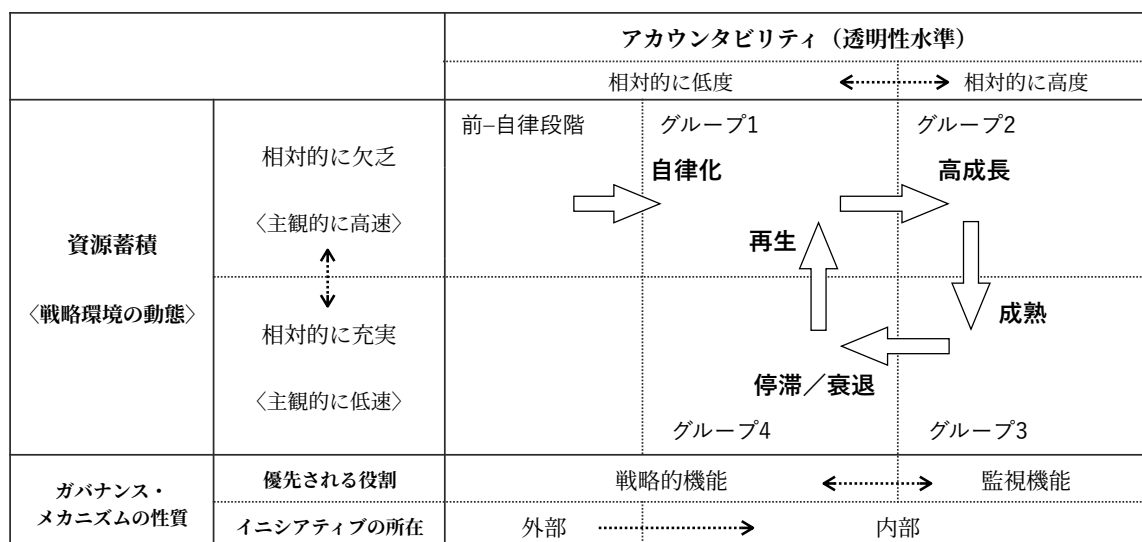 アカウンタビリティ（透明性水準）
相対的に低度
相対的に高度
前–自律段階
グループ1
グループ2
相対的に欠乏
自律化
高成長
〈主観的に高速〉
資源蓄積
再生
〈戦略環境の動態〉
成熟
相対的に充実
停滞／衰退
〈主観的に低速〉
グループ4
グループ3
ガバナンス・
メカニズムの性質
優先される役割
戦略的機能
監視機能
イニシアティブの所在
外部
内部